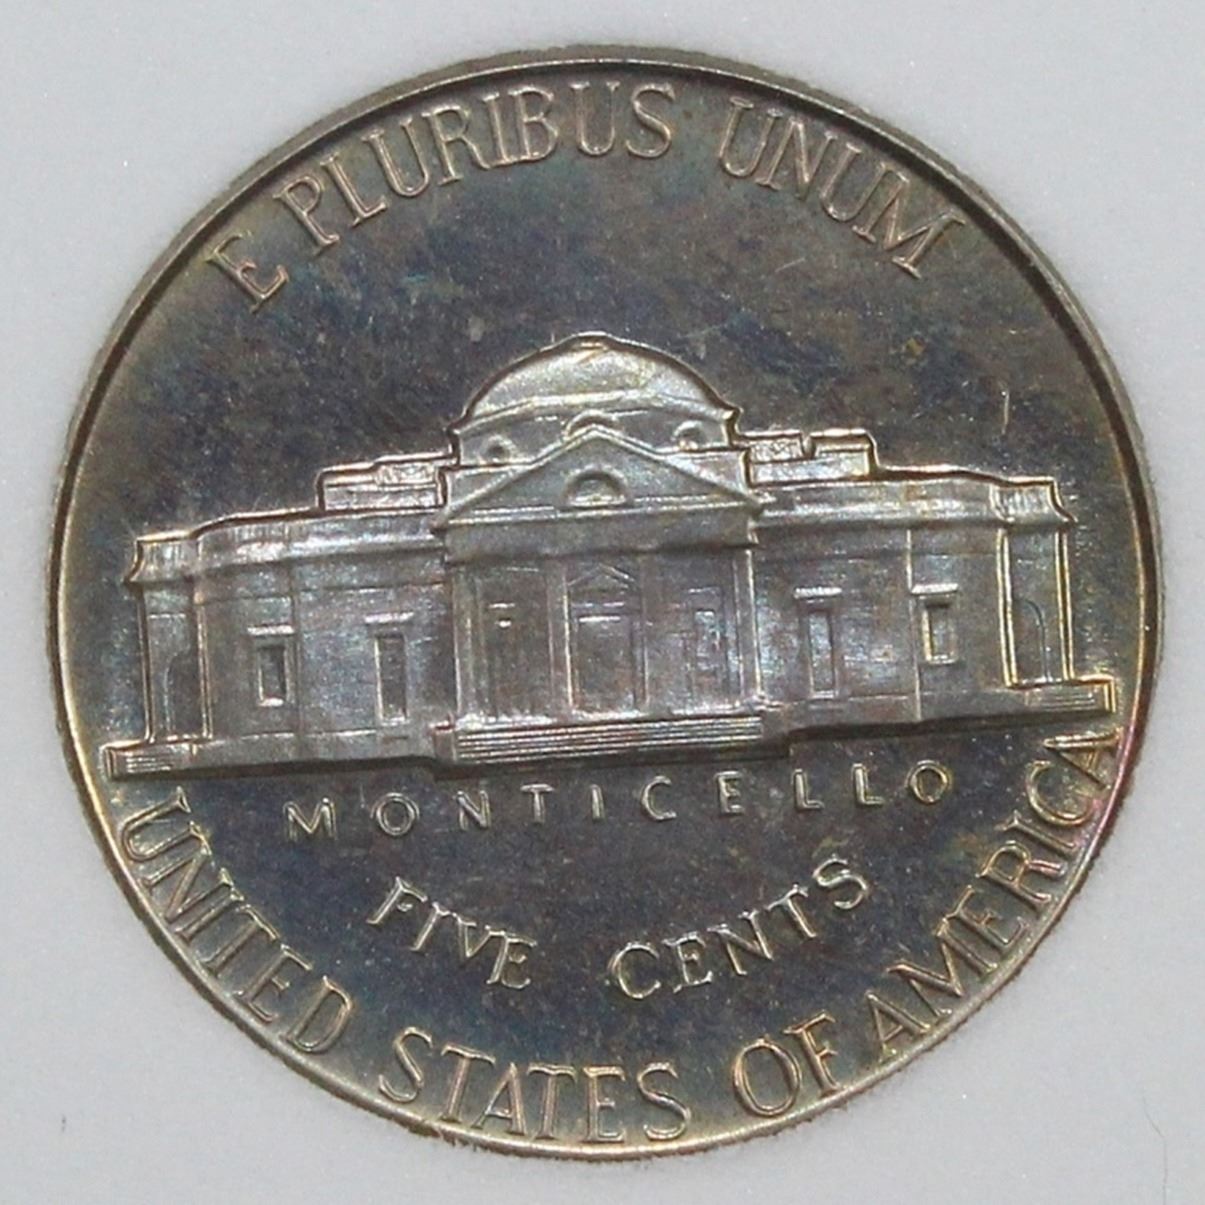 E PLURIBUS UNUM
MONTICELLO
FIVE CENTS
UNITED STATES OF AMERICA